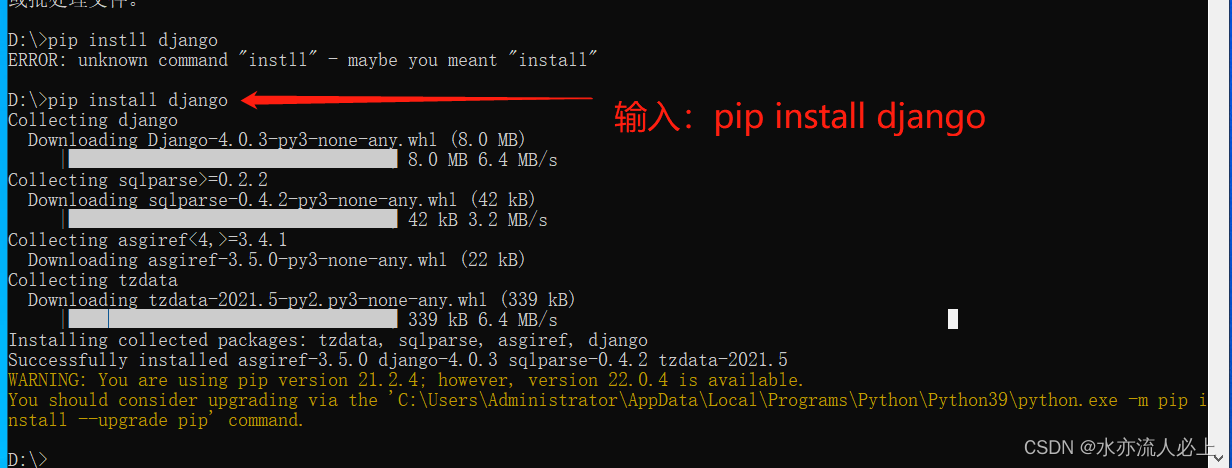 或批处理文件。
D:\>pip instll django
ERROR: unknown command "instll" - maybe you meant "install"
D:\>pip install django
输入：pip install django
Collecting django
Downloading Django-4.0.3-py3-none-any.whl (8.0 MB)
8.0 MB 6.4 MB/s
Collecting sqlparse>=0.2.2
Downloading sqlparse-0.4.2-py3-none-any.whl (42 kB)
42 kB 3.2 MB/s
Collecting asgiref<4,>=3.4.1
Downloading asgiref-3.5.0-py3-none-any.whl (22 kB)
Collecting tzdata
Downloading tzdata-2021.5-py2.py3-none-any.whl (339 kB)
339 kB 6.4 MB/s
Installing collected packages: tzdata, sqlparse, asgiref, django
Successfully installed asgiref-3.5.0 django-4.0.3 sqlparse-0.4.2 tzdata-2021.5
WARNING: You are using pip version 21.2.4; however, version 22.0.4 is available.
You should consider upgrading via the 'C:\Users\Administrator\AppData\Local\Programs\Python\Python39\python.exe -m pip i
nstall --upgrade pip' command.
D:\>
CSDN @水亦流人必上